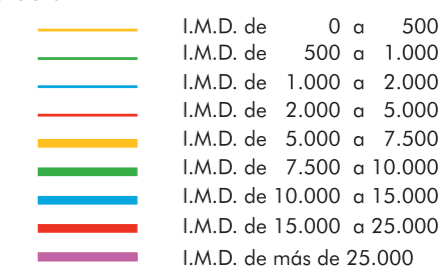 I.M.D. de 0 a 500
I.M.D. de 500 a 1.000
I.M.D. de 1.000 a 2.000
I.M.D. de 2.000 a 5.000
I.M.D. de 5.000 a 7.500
I.M.D. de 7.500 a 10.000
I.M.D. de 10.000 a 15.000
I.M.D. de 15.000 a 25.000
I.M.D. de más de 25.000